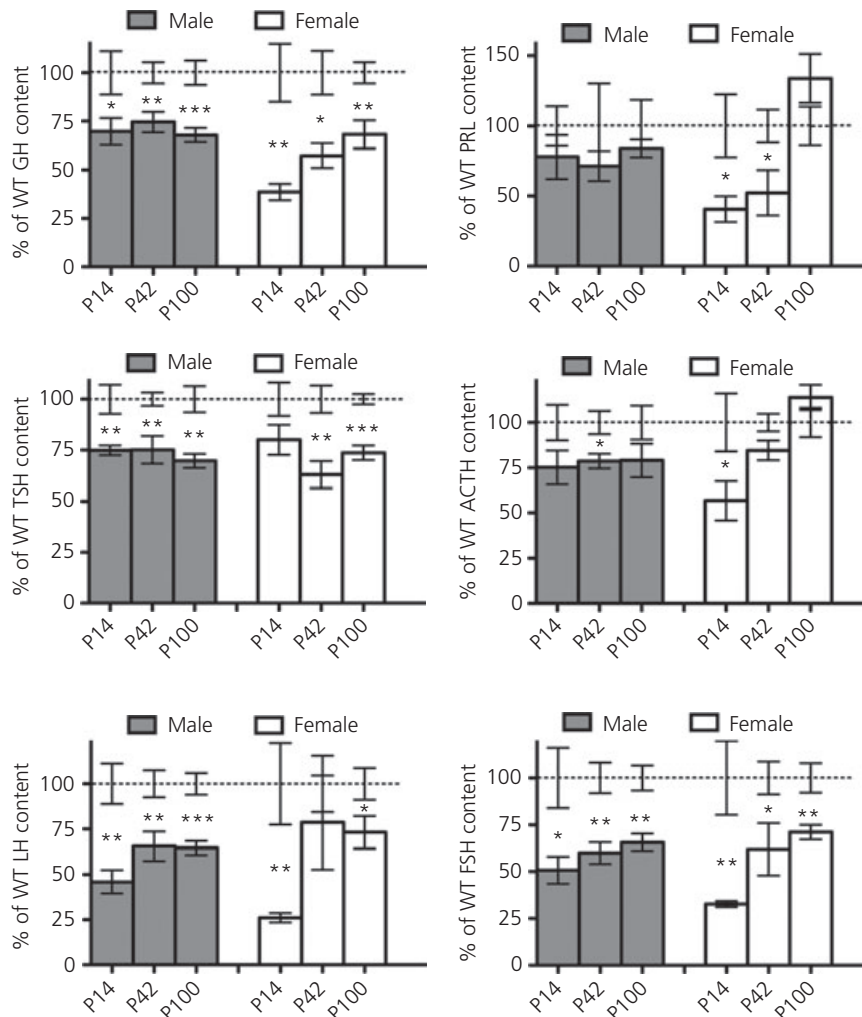 Male Female
% of WT GH content
100
75
50
25
0
* ** *** ** * **
P14 P42 P100 P14 P42 P100
Male Female
% of WT PRL content
150
100
50
0
* *
P14 P42 P100 P14 P42 P100
Male Female
% of WT TSH content
100
75
50
25
0
** ** ** ** ***
P14 P42 P100 P14 P42 P100
Male Female
% of WT ACTH content
100
75
50
25
0
* *
P14 P42 P100 P14 P42 P100
Male Female
% of WT LH content
100
75
50
25
0
** ** *** ** *
P14 P42 P100 P14 P42 P100
Male Female
% of WT FSH content
100
75
50
25
0
* ** ** ** * **
P14 P42 P100 P14 P42 P100